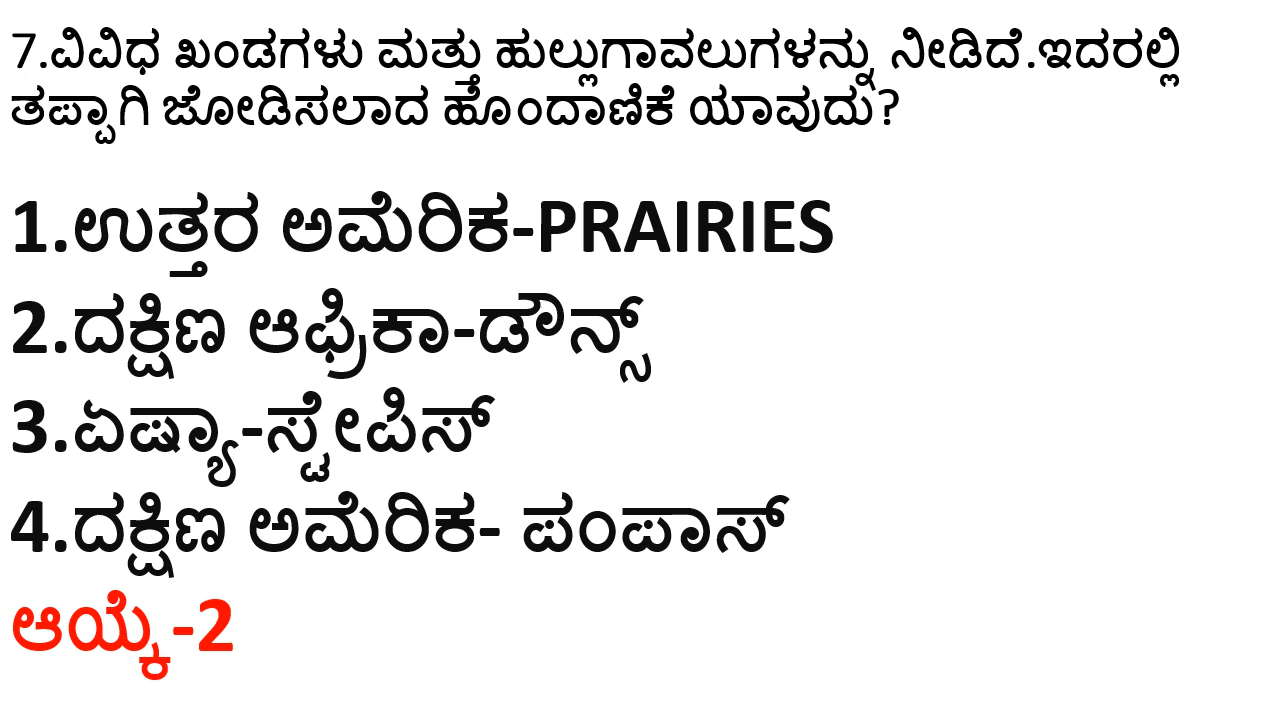 7.ವಿವಿಧ ಖಂಡಗಳು ಮತ್ತು ಹುಲ್ಲುಗಾವಲುಗಳನ್ನು ನೀಡಿದೆ.ಇದರಲ್ಲಿ
ತಪ್ಪಾಗಿ ಜೋಡಿಸಲಾದ ಹೊಂದಾಣಿಕೆ ಯಾವುದು?
1.ಉತ್ತರ ಅಮೆರಿಕ-PRAIRIES
2.ದಕ್ಷಿಣ ಆಫ್ರಿಕಾ-ಡೌನ್ಸ್
3.ಏಷ್ಯಾ-ಸ್ಟೇಪಿಸ್
4.ದಕ್ಷಿಣ ಅಮೆರಿಕ- ಪಂಪಾಸ್
ಆಯ್ಕೆ-2